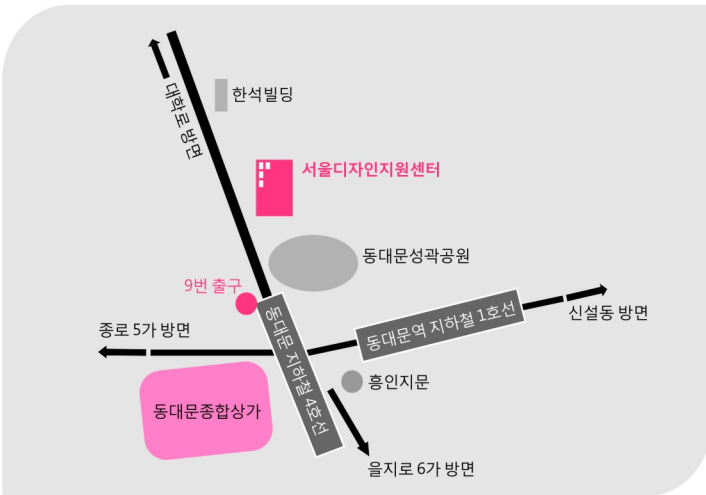 한석빌딩
대학로 방면
서울디자인지원센터
동대문성곽공원
9번 출구
신설동 방면
동대문역 지하철 1호선
종로 5가 방면
동대문 지하철 4호선
흥인지문
동대문종합상가
을지로 6가 방면